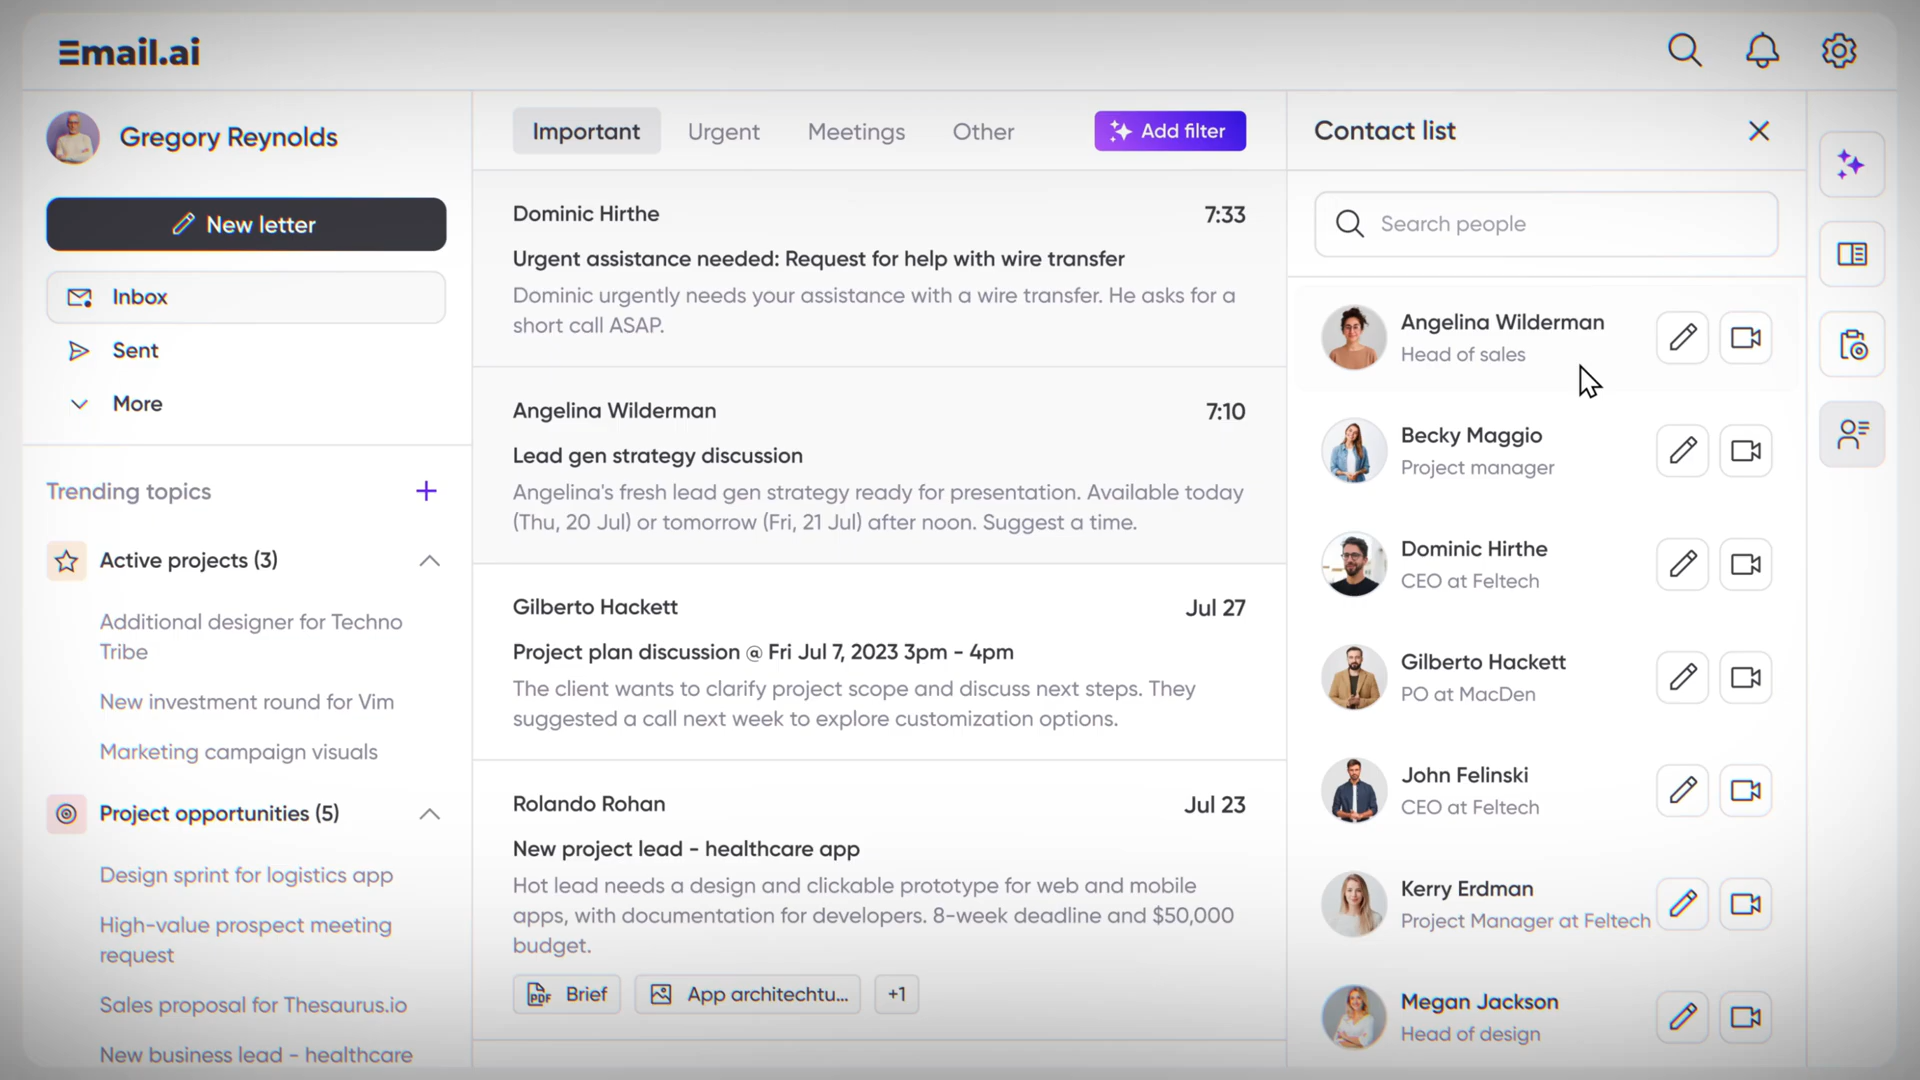 Email.ai
Gregory Reynolds
New letter
Inbox
Sent
More
Trending topics
Active projects (3)
Additional designer for Techno
Tribe
New investment round for Vim
Marketing campaign visuals
Project opportunities (5)
Design sprint for logistics app
High-value prospect meeting
request
Sales proposal for Thesaurus.io
New business lead - healthcare
Important
Urgent
Meetings
Other
Add filter
Dominic Hirthe
7:33
Urgent assistance needed: Request for help with wire transfer
Dominic urgently needs your assistance with a wire transfer. He asks for a
short call ASAP.
Angelina Wilderman
7:10
Lead gen strategy discussion
Angelina's fresh lead gen strategy ready for presentation. Available today
(Thu, 20 Jul) or tomorrow (Fri, 21 Jul) after noon. Suggest a time.
Gilberto Hackett
Jul 27
Project plan discussion @ Fri Jul 7, 2023 3pm - 4pm
The client wants to clarify project scope and discuss next steps. They
suggested a call next week to explore customization options.
Rolando Rohan
Jul 23
New project lead - healthcare app
Hot lead needs a design and clickable prototype for web and mobile
apps, with documentation for developers. 8-week deadline and $50,000
budget.
PDF
Brief
App architechtu...
+1
Contact list
Search people
Angelina Wilderman
Head of sales
Becky Maggio
Project manager
Dominic Hirthe
CEO at Feltech
Gilberto Hackett
PO at MacDen
John Felinski
CEO at Feltech
Kerry Erdman
Project Manager at Feltech
Megan Jackson
Head of design